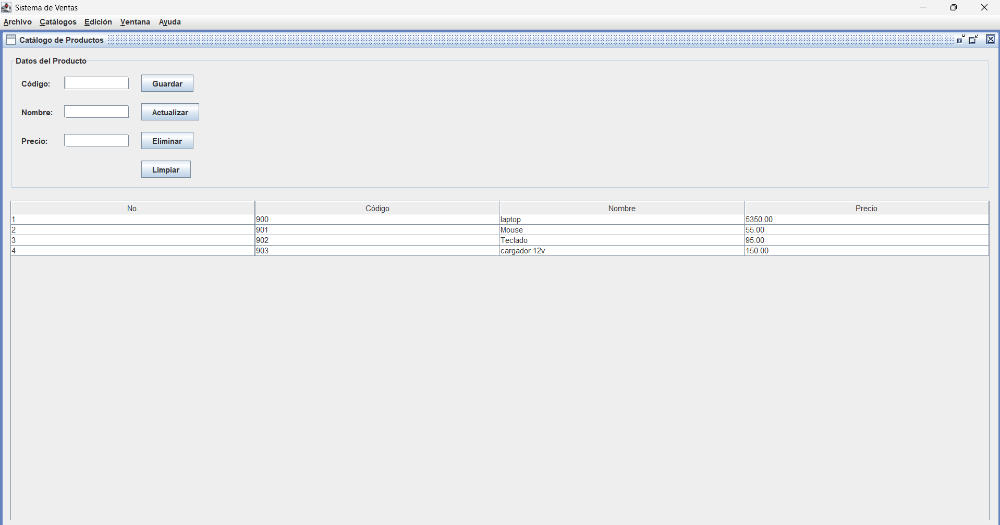 Sistema de Ventas
Archivo Catálogos Edición Ventana Ayuda
Catálogo de Productos
Datos del Producto
Código: Guardar
Nombre: Actualizar
Precio: Eliminar
Limpiar
No. Código Nombre Precio
1 900 laptop 5350.00
2 901 Mouse 55.00
3 902 Teclado 95.00
4 903 cargador 12v 150.00